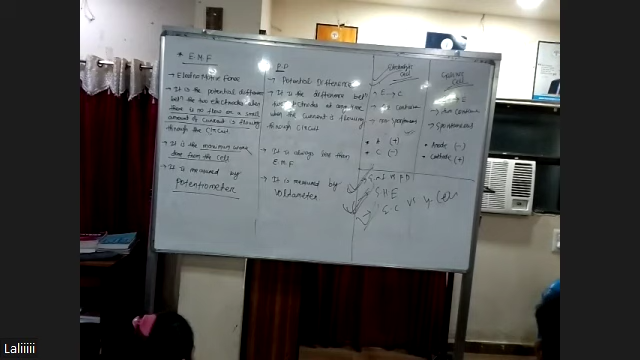 * E.M.F
→ Electro Motive Force
→ It is the potential difference
betn the two electrodes when
there is no flow or a small
amount of current is flowing
through the circuit
→ It is the maximum work
done from the cell
→ It is measured by
Potentiometer
P.D
→ Potential Difference
→ It is the difference betn
two electrodes at any time
when the current is flowing
through circuit
→ It is always less than
E.M.F
→ It is measured by
Voltameter
Electrolytic
Cell
→ E → C
→ non spontaneous
A (+)
C (-)
Galvanic
Cell
→ Spontaneous
Anode (-)
Cathode (+)
S.H.E
Laliiiii